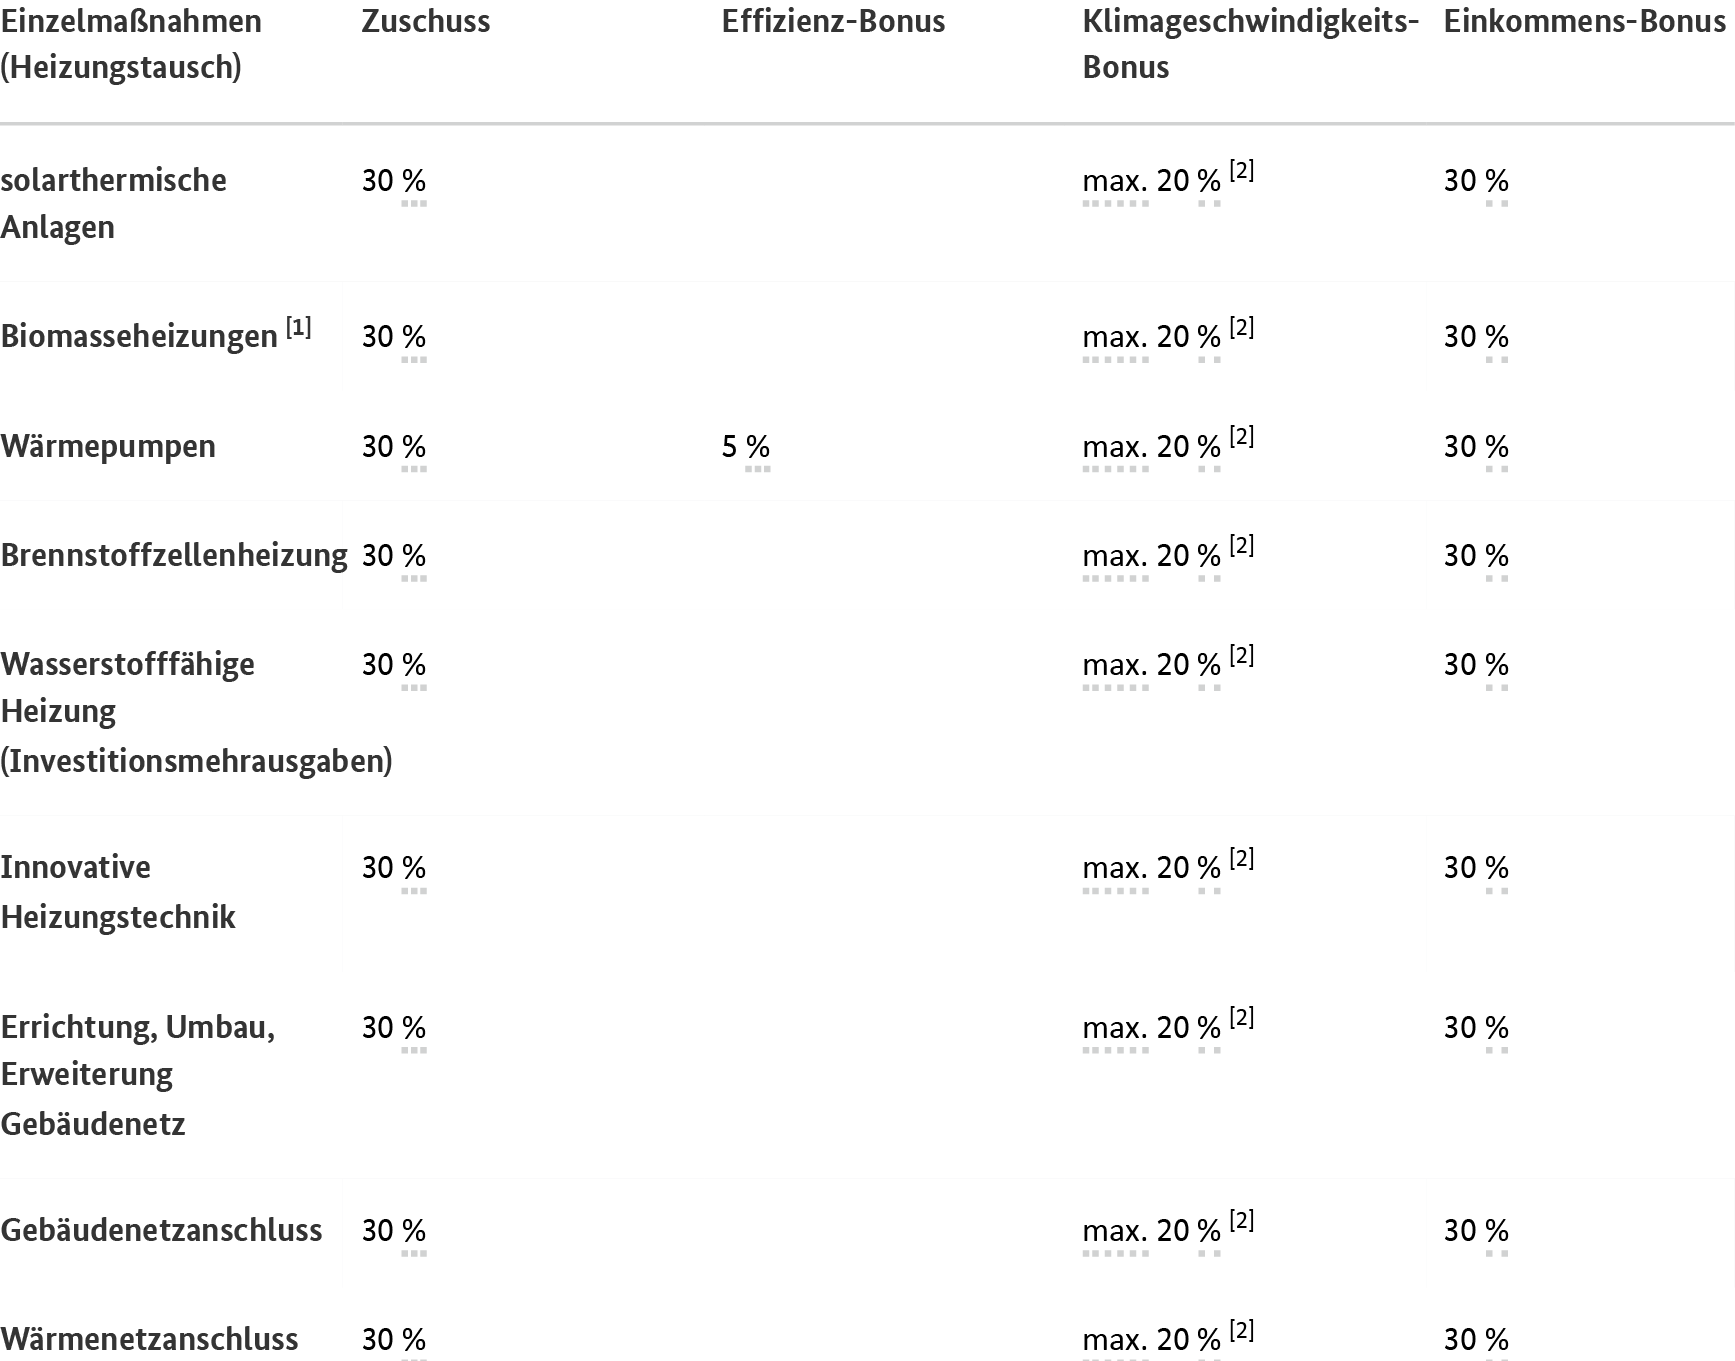 Einzelmaßnahmen Zuschuss Effizienz-Bonus Klimageschwindigkeits- Einkommens-Bonus
(Heizungstausch) Bonus
solarthermische 30 % max. 20 % [2] 30 %
Anlagen
Biomasseheizungen [1] 30 % max. 20 % [2] 30 %
Wärmepumpen 30 % 5 % max. 20 % [2] 30 %
Brennstoffzellenheizung 30 % max. 20 % [2] 30 %
Wasserstofffähige 30 % max. 20 % [2] 30 %
Heizung
(Investitionsmehrausgaben)
Innovative 30 % max. 20 % [2] 30 %
Heizungstechnik
Errichtung, Umbau, 30 % max. 20 % [2] 30 %
Erweiterung
Gebäudenetz
Gebäudenetzanschluss 30 % max. 20 % [2] 30 %
Wärmenetzanschluss 30 % max. 20 % [2] 30 %